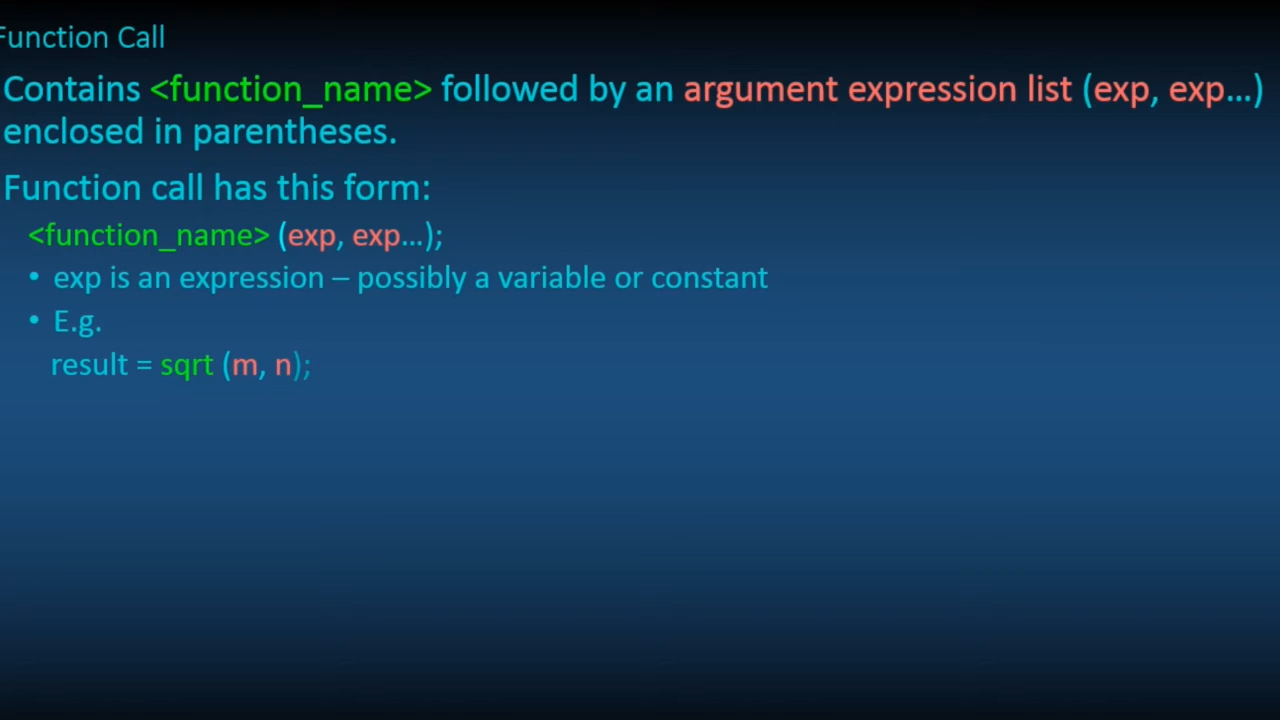 Function Call
Contains <function_name> followed by an argument expression list (exp, exp…)
enclosed in parentheses.
Function call has this form:
<function_name> (exp, exp…);
• exp is an expression – possibly a variable or constant
• E.g.
result = sqrt (m, n);